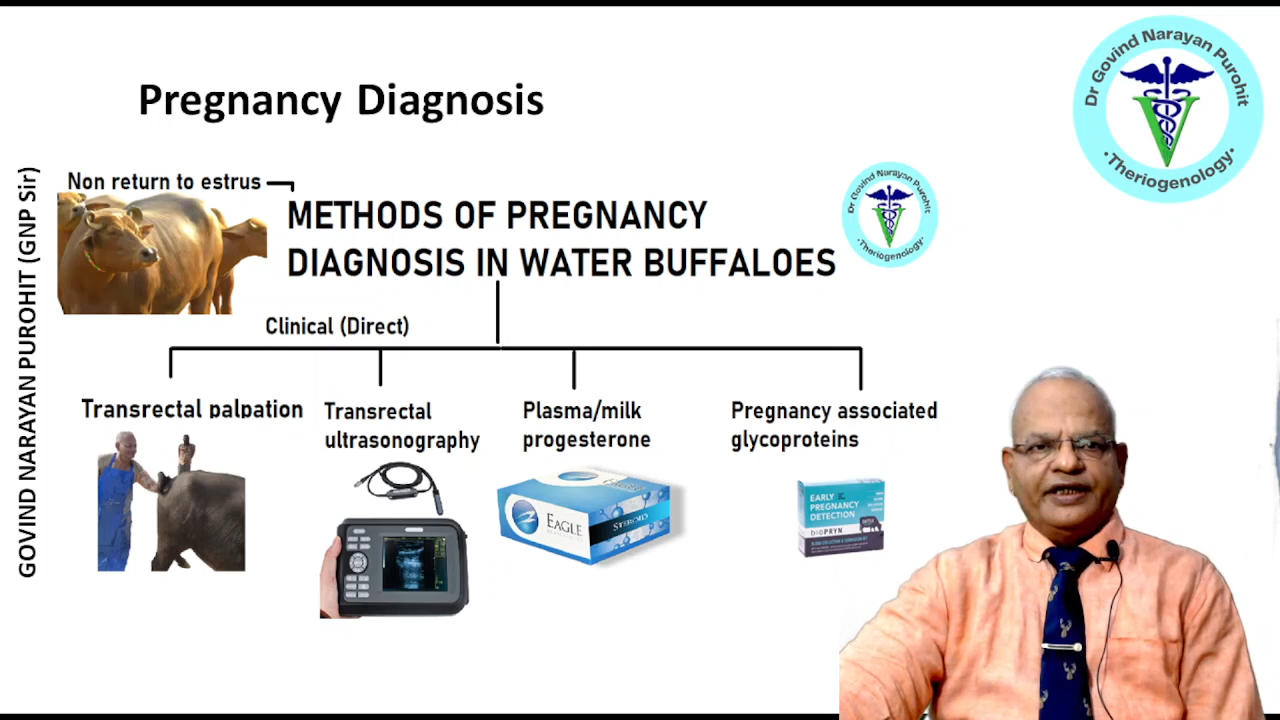 Pregnancy Diagnosis
Dr Govind Narayan Purohit
•Theriogenology•
GOVIND NARAYAN PUROHIT (GNP Sir)
Non return to estrus
METHODS OF PREGNANCY
DIAGNOSIS IN WATER BUFFALOES
Dr Govind Narayan Purohit
•Theriogenology•
Clinical (Direct)
Transrectal palpation
Transrectal
ultrasonography
Plasma/milk
progesterone
Pregnancy associated
glycoproteins
EAGLE
STEROID
EARLY
PREGNANCY
DETECTION